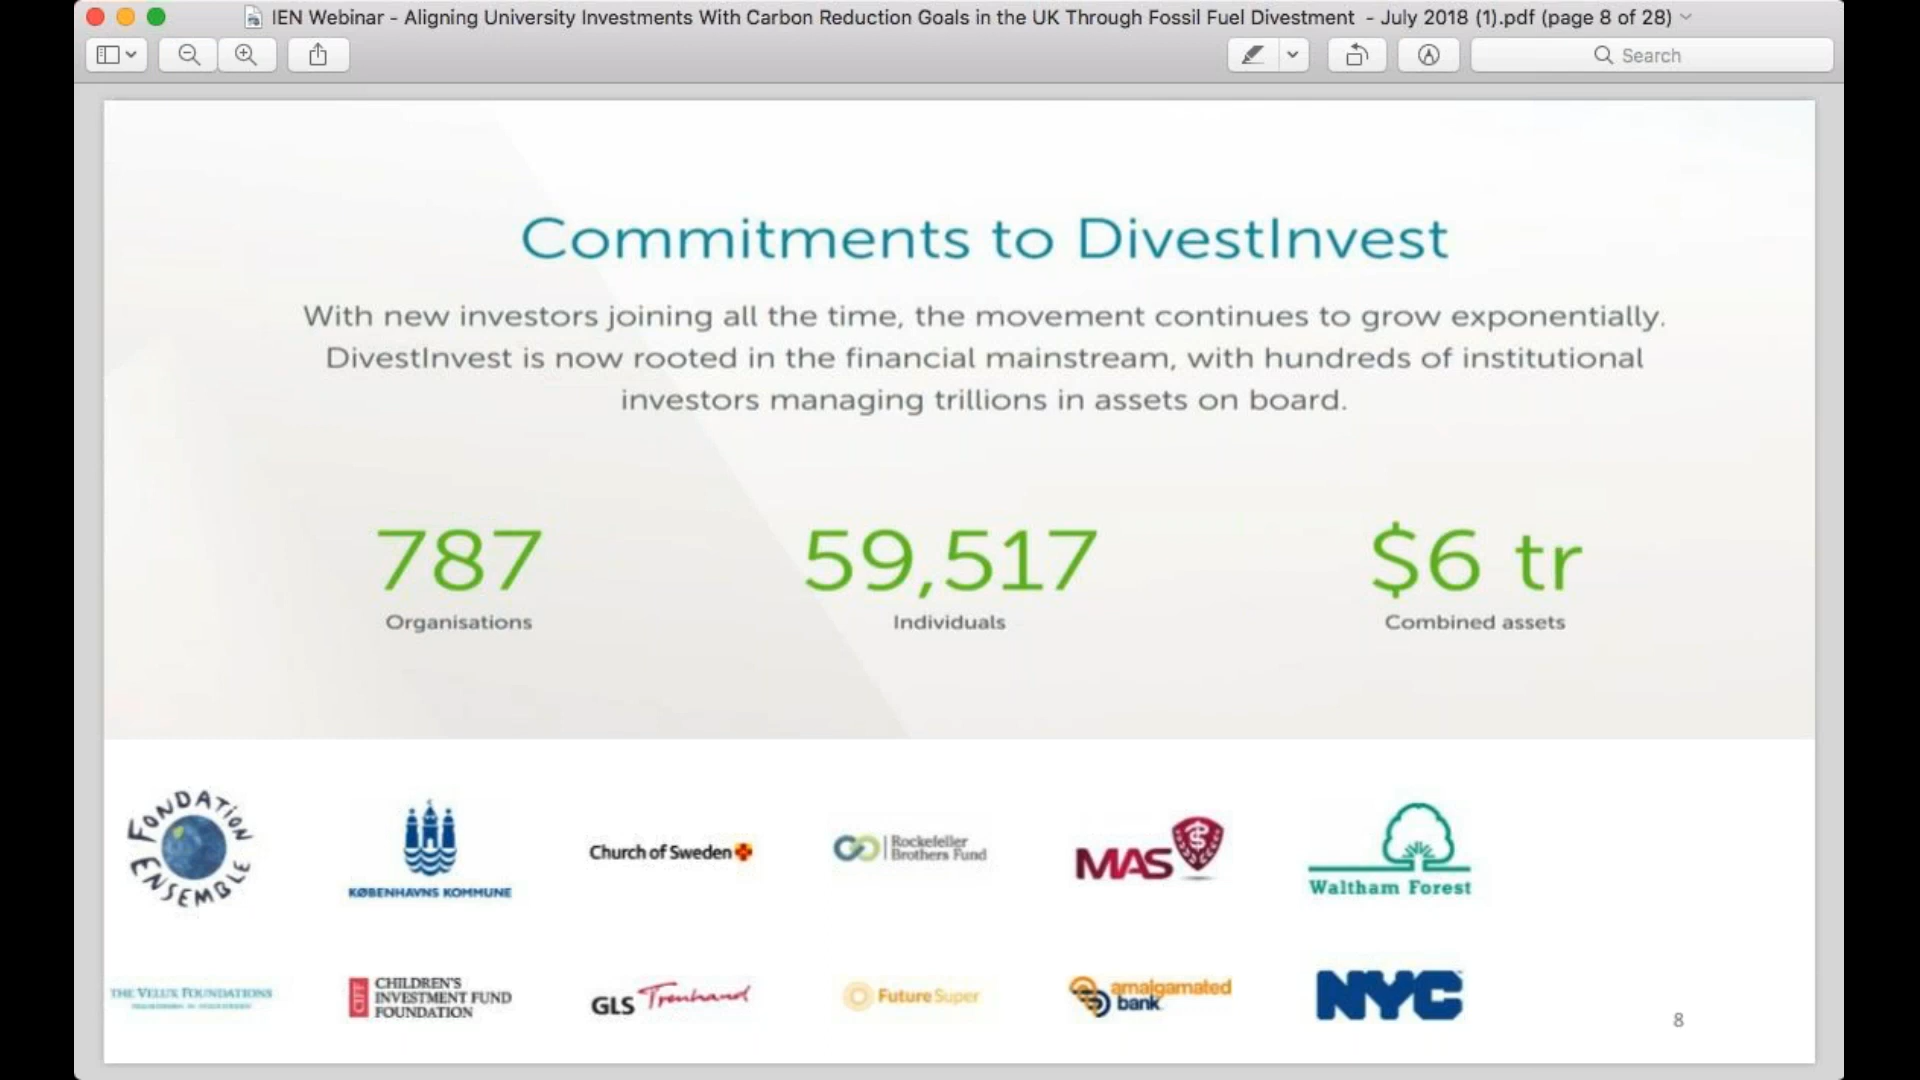 IEN Webinar - Aligning University Investments With Carbon Reduction Goals in the UK Through Fossil Fuel Divestment - July 2018 (1).pdf (page 8 of 28)
Search
Commitments to DivestInvest
With new investors joining all the time, the movement continues to grow exponentially.
DivestInvest is now rooted in the financial mainstream, with hundreds of institutional
investors managing trillions in assets on board.
787
Organisations
59,517
Individuals
$6 tr
Combined assets
FONDATION
ENSEMBLE
KØBENHAVNS KOMMUNE
Church of Sweden
Rockefeller
Brothers Fund
MAS
Waltham Forest
THE VELUX FOUNDATIONS
CIFF
CHILDREN'S
INVESTMENT FUND
FOUNDATION
GLS Treuhand
FutureSuper
amalgamated
bank
NYC
8